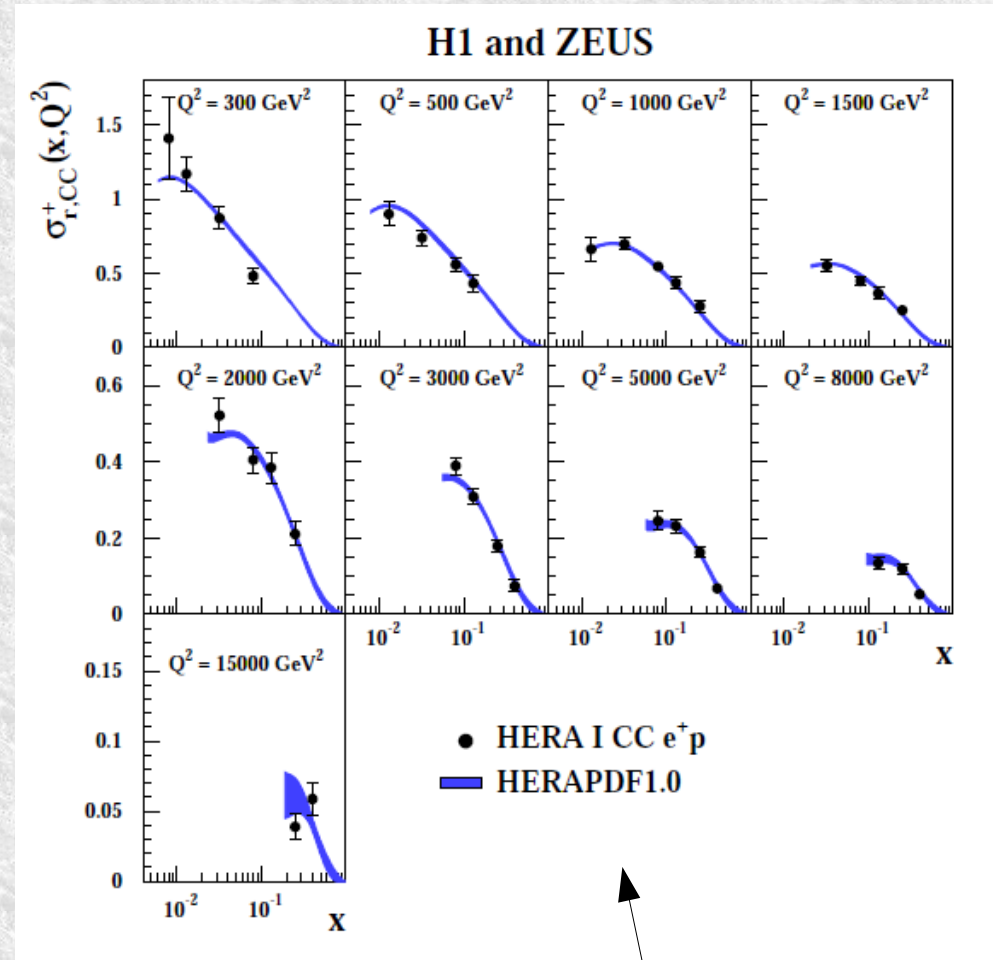 H1 and ZEUS
σ⁺r,CC(x,Q²)
Q² = 300 GeV²
Q² = 500 GeV²
Q² = 1000 GeV²
Q² = 1500 GeV²
1.5
1
0.5
0
Q² = 2000 GeV²
Q² = 3000 GeV²
Q² = 5000 GeV²
Q² = 8000 GeV²
0.6
0.4
0.2
0
10⁻² 10⁻¹ 10⁻² 10⁻¹ 10⁻² 10⁻¹
x
Q² = 15000 GeV²
0.15
0.1
0.05
0
HERA I CC e⁺p
HERAPDF1.0
10⁻² 10⁻¹
x